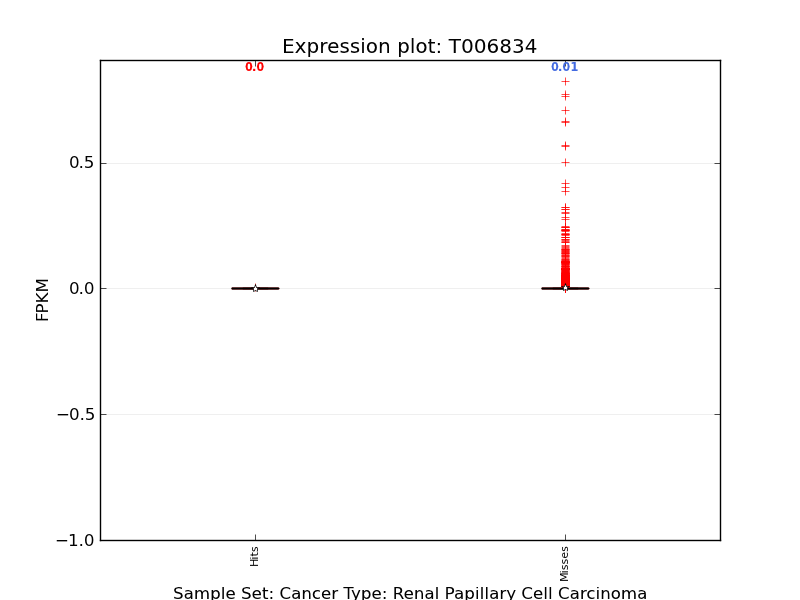 Expression plot: T006834
0.0
0.01
0.5
0.0
−0.5
−1.0
FPKM
Hits
Misses
Sample Set: Cancer Type: Renal Papillary Cell Carcinoma